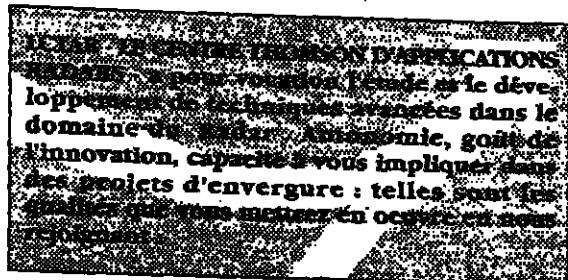 LCTAR - LE CENTRE THOMSON D'APPLICATIONS
RADARS - a pour vocation l'étude et le déve-
loppement de techniques avancées dans le
domaine du radar. Autonomie, goût de
l'innovation, capacité à vous impliquer dans
des projets d'envergure : telles sont les
qualités que vous mettrez en oeuvre en nous
rejoignant.